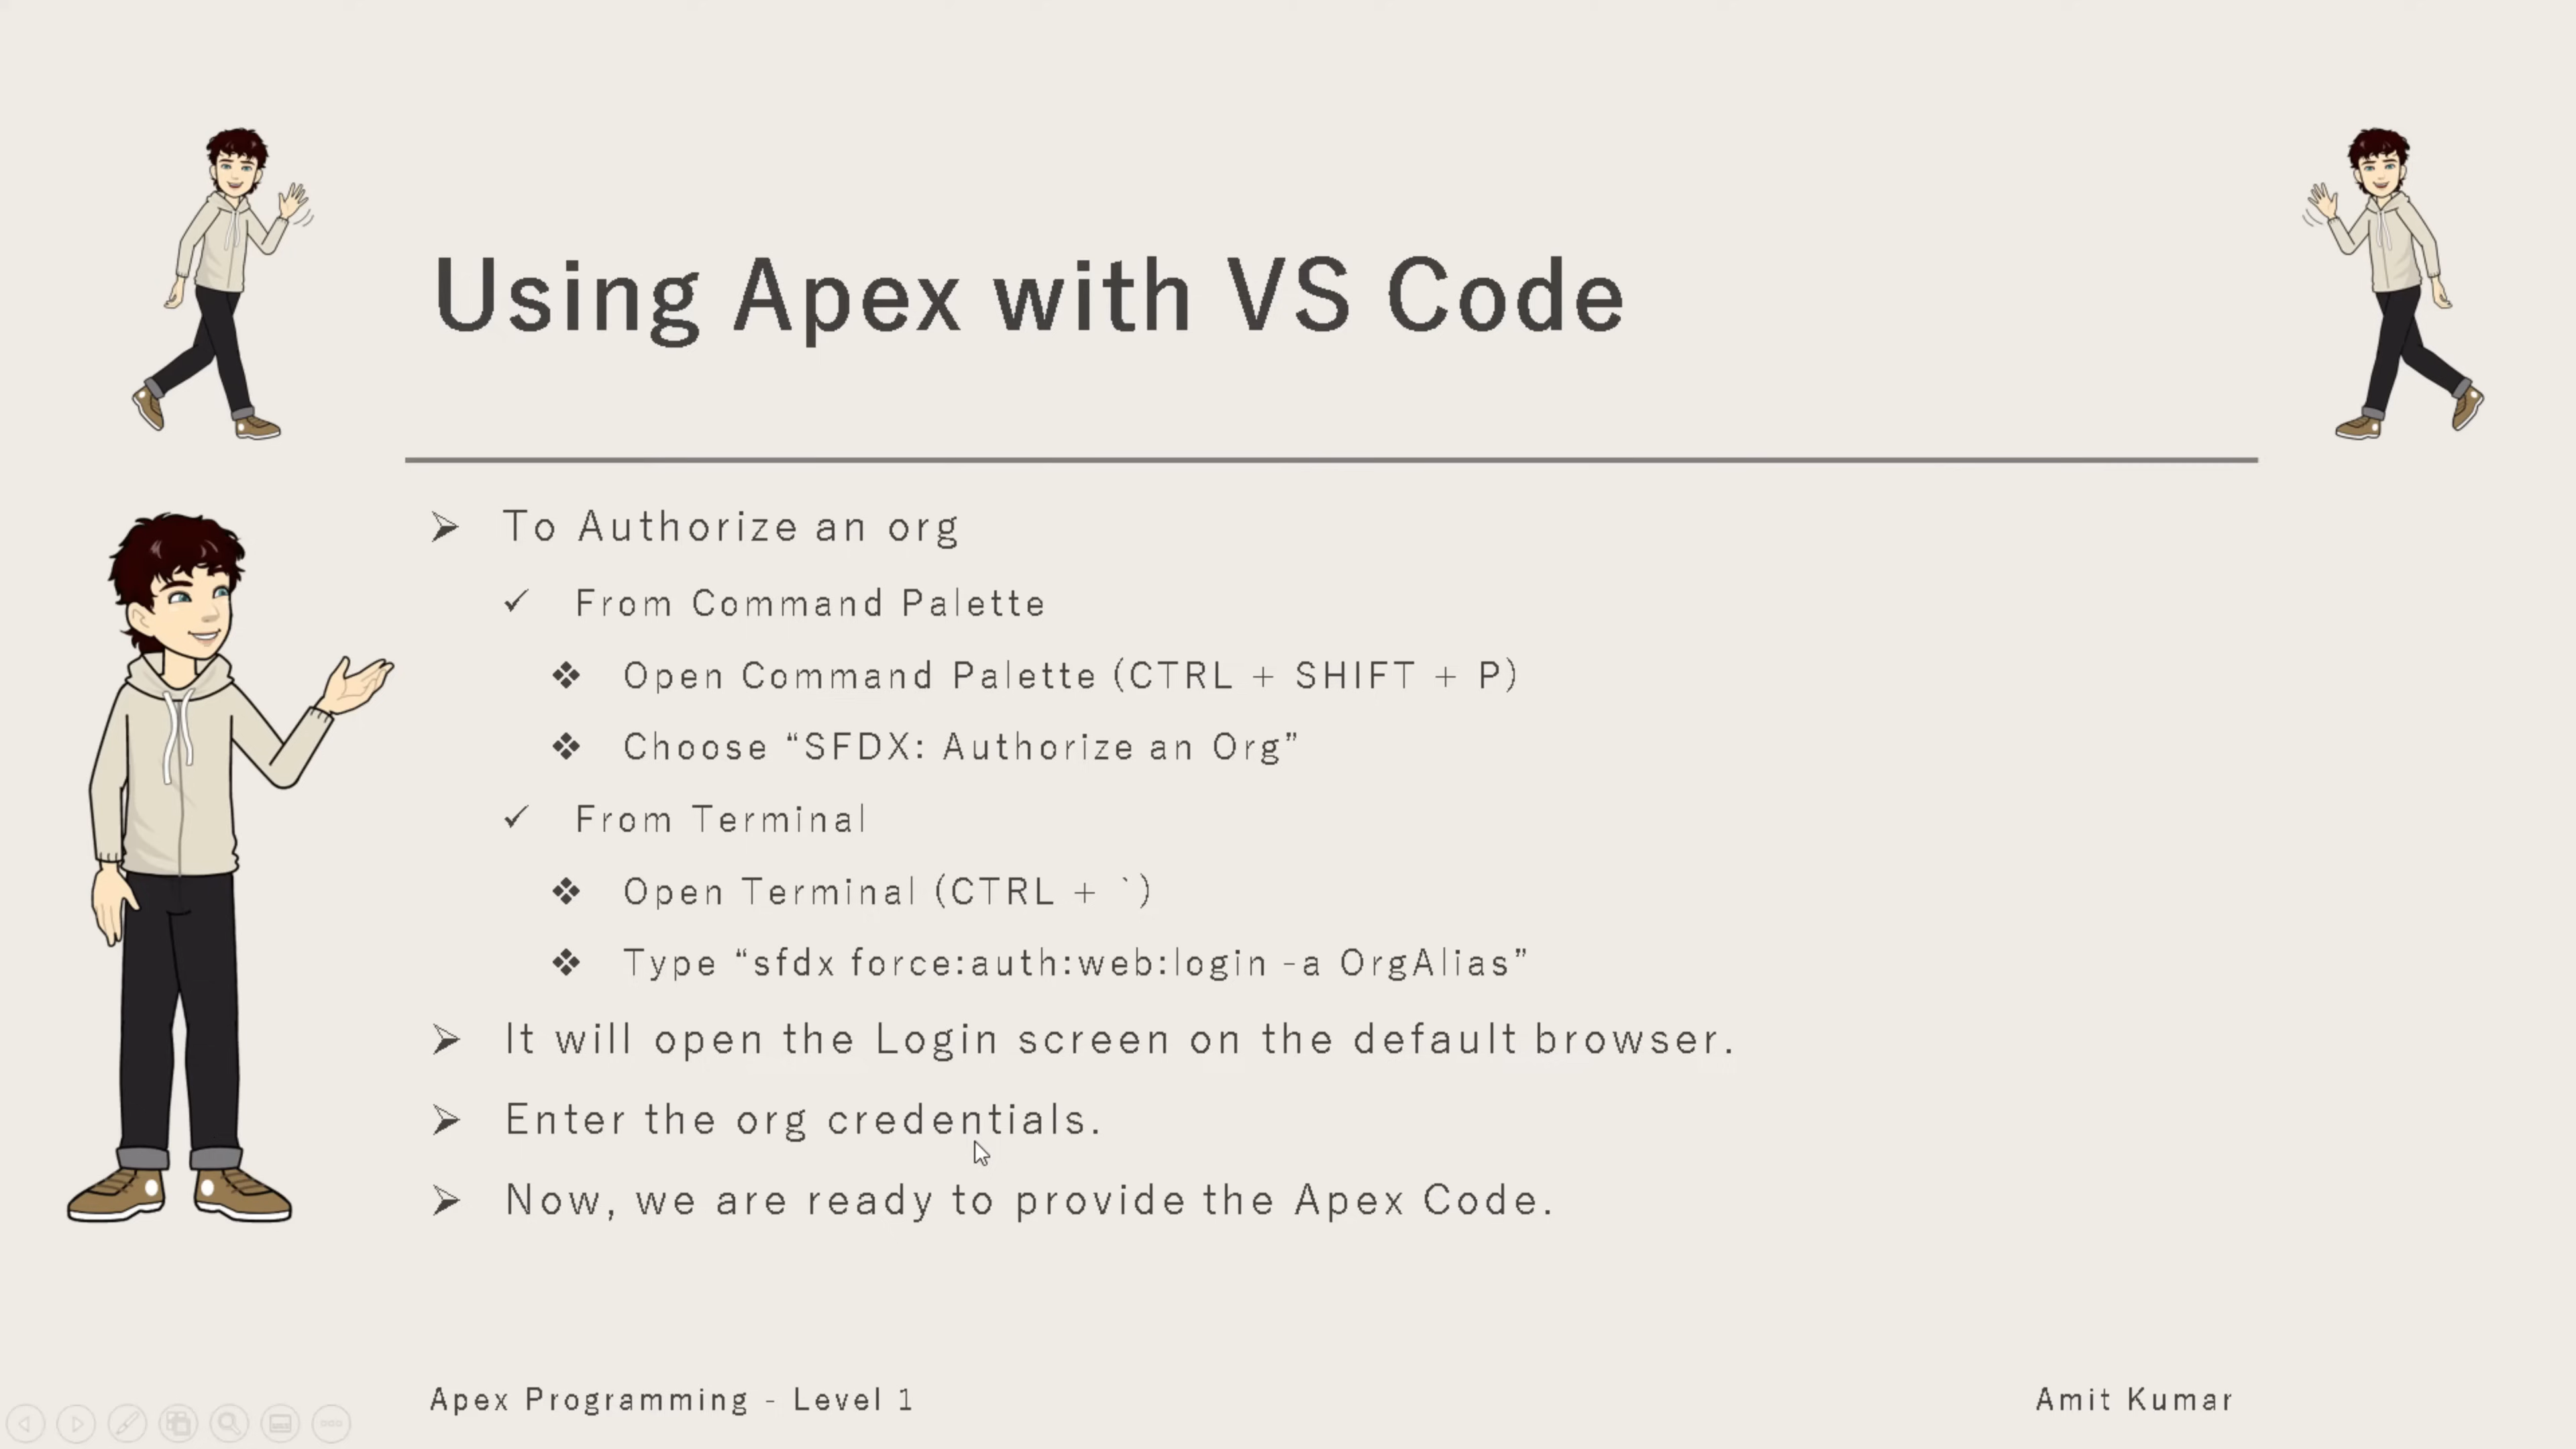 Using Apex with VS Code
To Authorize an org
From Command Palette
Open Command Palette (CTRL + SHIFT + P)
Choose “SFDX: Authorize an Org”
From Terminal
Open Terminal (CTRL + `)
Type “sfdx force:auth:web:login -a OrgAlias”
It will open the Login screen on the default browser.
Enter the org credentials.
Now, we are ready to provide the Apex Code.
Apex Programming - Level 1
Amit Kumar